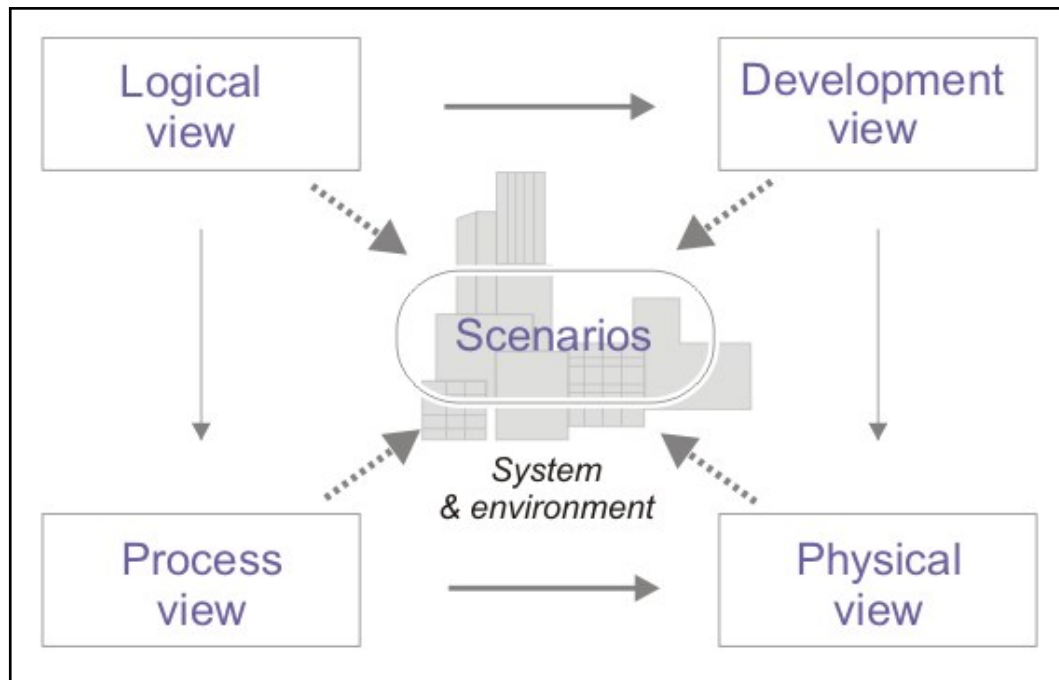 Logical
view
Development
view
Scenarios
System
& environment
Process
view
Physical
view